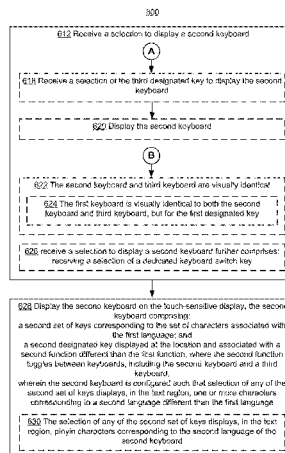 600
612 Receive a selection to display a second keyboard
A
618 Receive a selection of the third designated key to display the second
keyboard
620 Display the second keyboard
B
622 The second keyboard and third keyboard are visually identical
624 The first keyboard is visually identical to both the second
keyboard and third keyboard, but for the first designated key
626 receive a selection to display a second keyboard further comprises:
receiving a selection of a dedicated keyboard switch key
628 Display the second keyboard on the touch-sensitive display, the second
keyboard comprising:
a second set of keys corresponding to the set of characters associated with
the first language; and
a second designated key displayed at the location and associated with a
second function different than the first function, where the second function
toggles between keyboards, including the second keyboard and a third
keyboard,
wherein the second keyboard is configured such that selection of any of the
second set of keys displays, in the text region, one or more characters
corresponding to a second language different than the first language
630 The selection of any of the second set of keys displays, in the text
region, pinyin characters corresponding to the second language of the
second keyboard